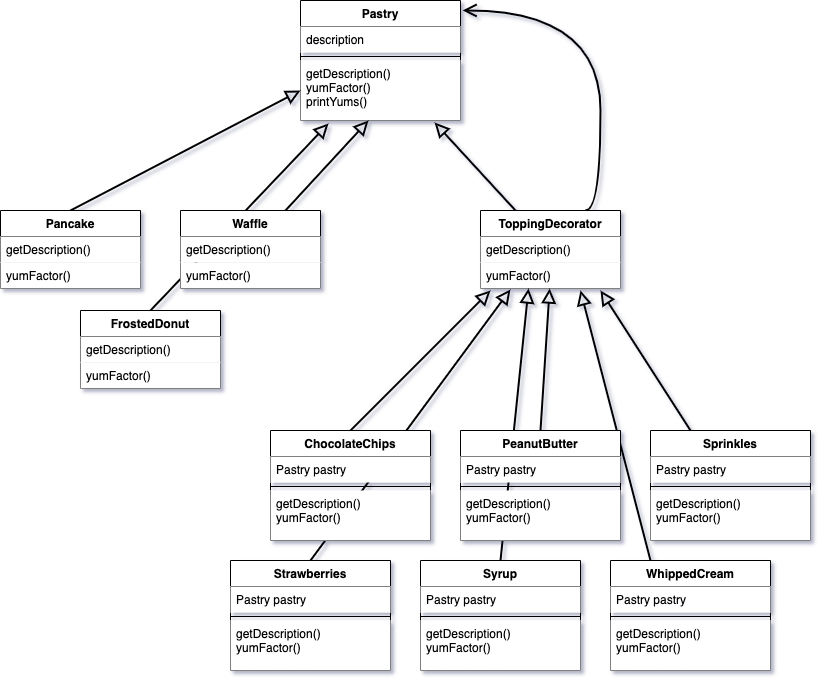 Pastry
description
getDescription()
yumFactor()
printYums()
Pancake
getDescription()
yumFactor()
Waffle
getDescription()
yumFactor()
ToppingDecorator
getDescription()
yumFactor()
FrostedDonut
getDescription()
yumFactor()
ChocolateChips
Pastry pastry
getDescription()
yumFactor()
PeanutButter
Pastry pastry
getDescription()
yumFactor()
Sprinkles
Pastry pastry
getDescription()
yumFactor()
Strawberries
Pastry pastry
getDescription()
yumFactor()
Syrup
Pastry pastry
getDescription()
yumFactor()
WhippedCream
Pastry pastry
getDescription()
yumFactor()